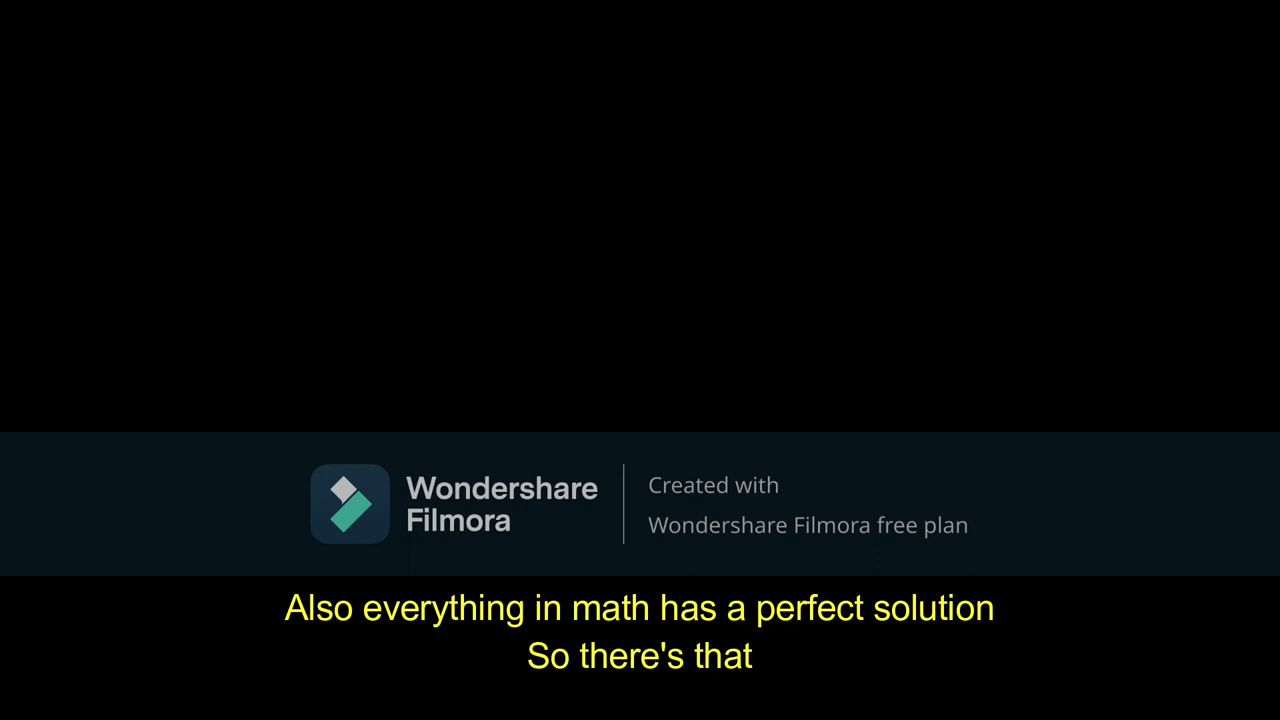 Wondershare
Filmora
Created with
Wondershare Filmora free plan
Also everything in math has a perfect solution
So there's that